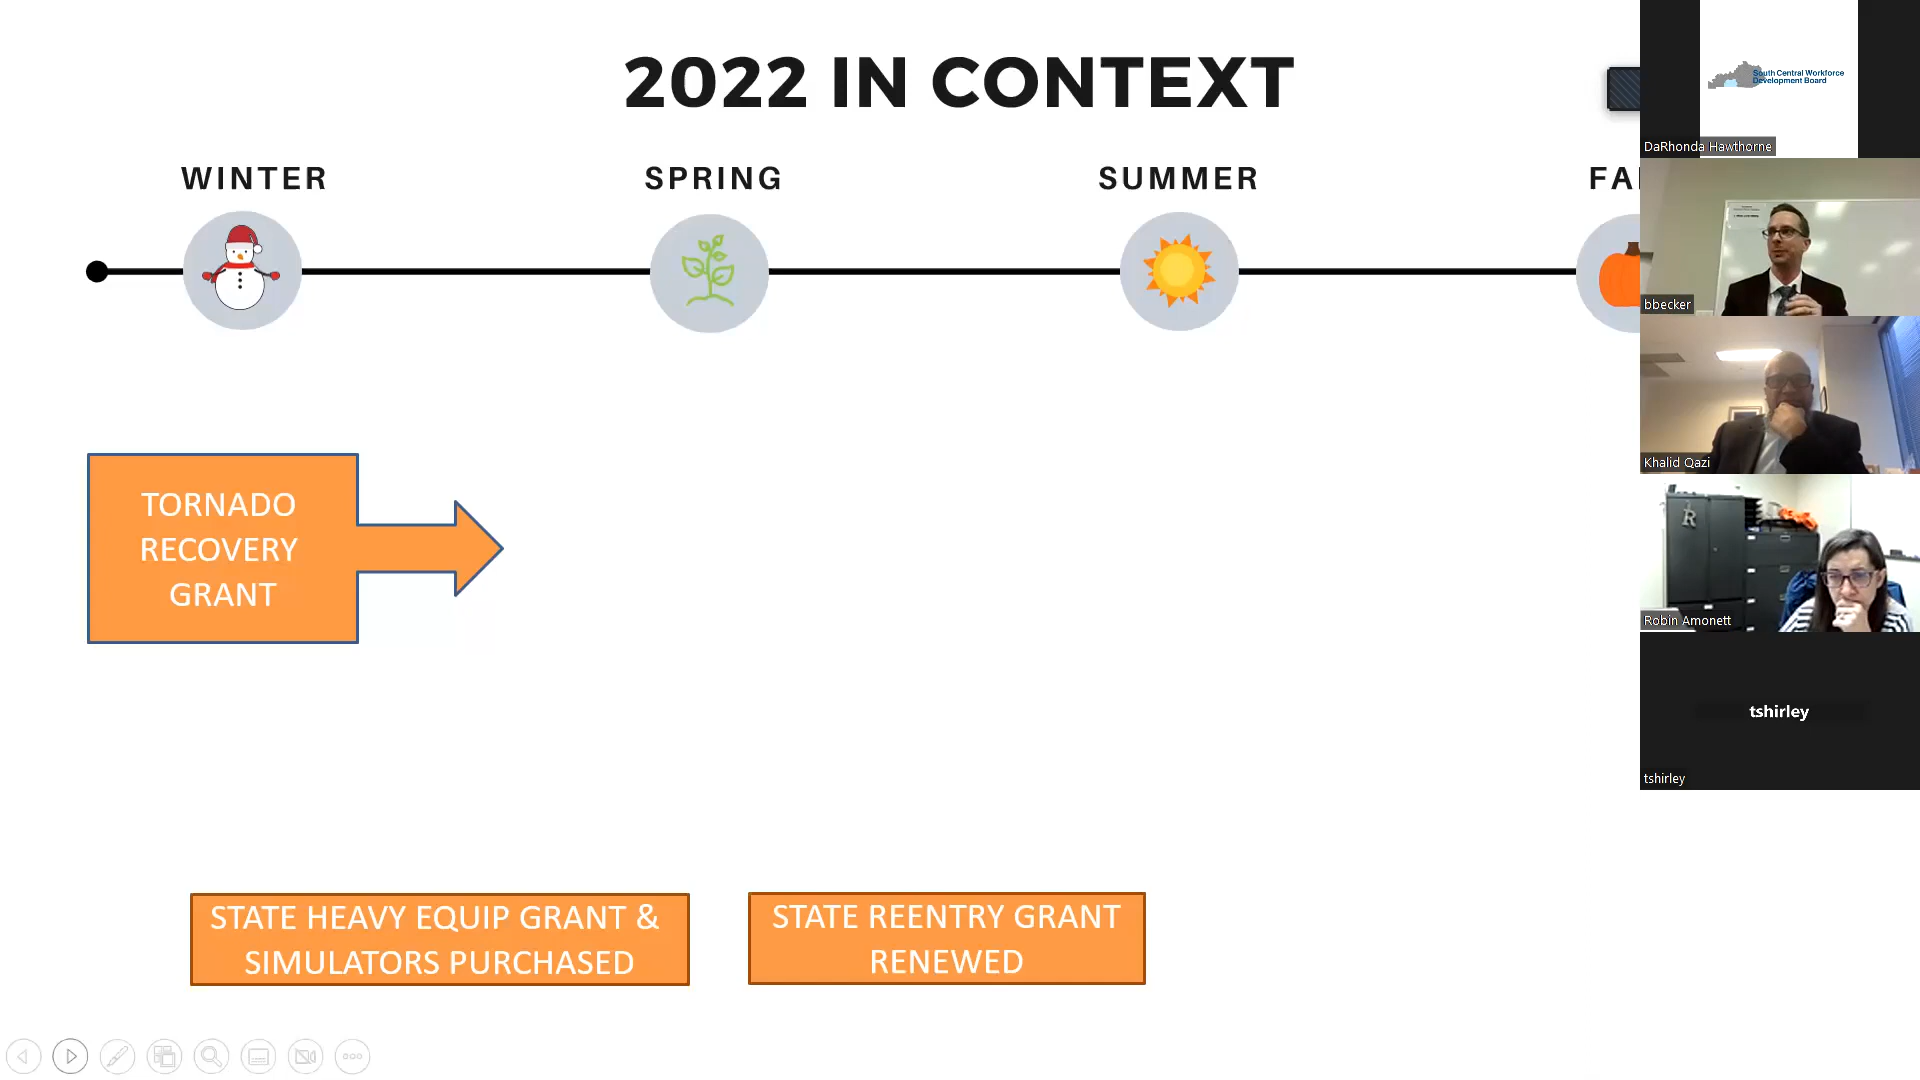 2022 IN CONTEXT
WINTER
SPRING
SUMMER
FA
TORNADO
RECOVERY
GRANT
STATE HEAVY EQUIP GRANT &
SIMULATORS PURCHASED
STATE REENTRY GRANT
RENEWED
South Central Workforce
Development Board
DaRhonda Hawthorne
bbecker
Khalid Qazi
R
Robin Amonett
tshirley
tshirley